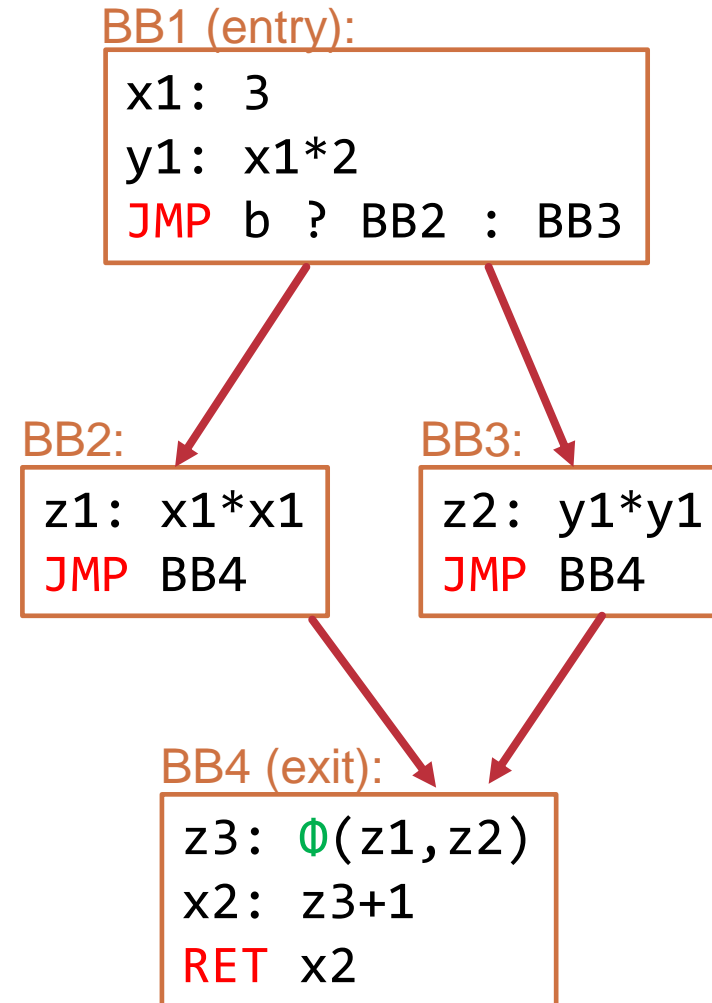 BB1 (entry):
x1: 3
y1: x1*2
JMP b ? BB2 : BB3
BB2:
z1: x1*x1
JMP BB4
BB3:
z2: y1*y1
JMP BB4
BB4 (exit):
z3: Φ(z1,z2)
x2: z3+1
RET x2